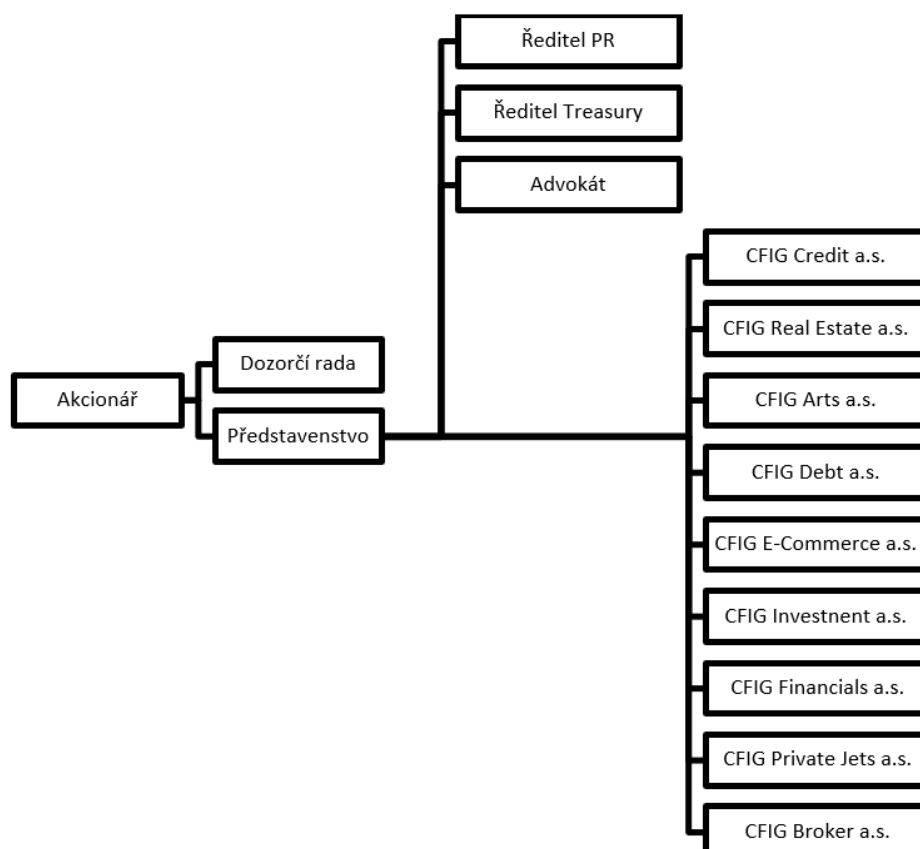 Ředitel PR
Ředitel Treasury
Advokát
CFIG Credit a.s.
CFIG Real Estate a.s.
Dozorčí rada
Akcionář
CFIG Arts a.s.
Představenstvo
CFIG Debt a.s.
CFIG E-Commerce a.s.
CFIG Investnent a.s.
CFIG Financials a.s.
CFIG Private Jets a.s.
CFIG Broker a.s.